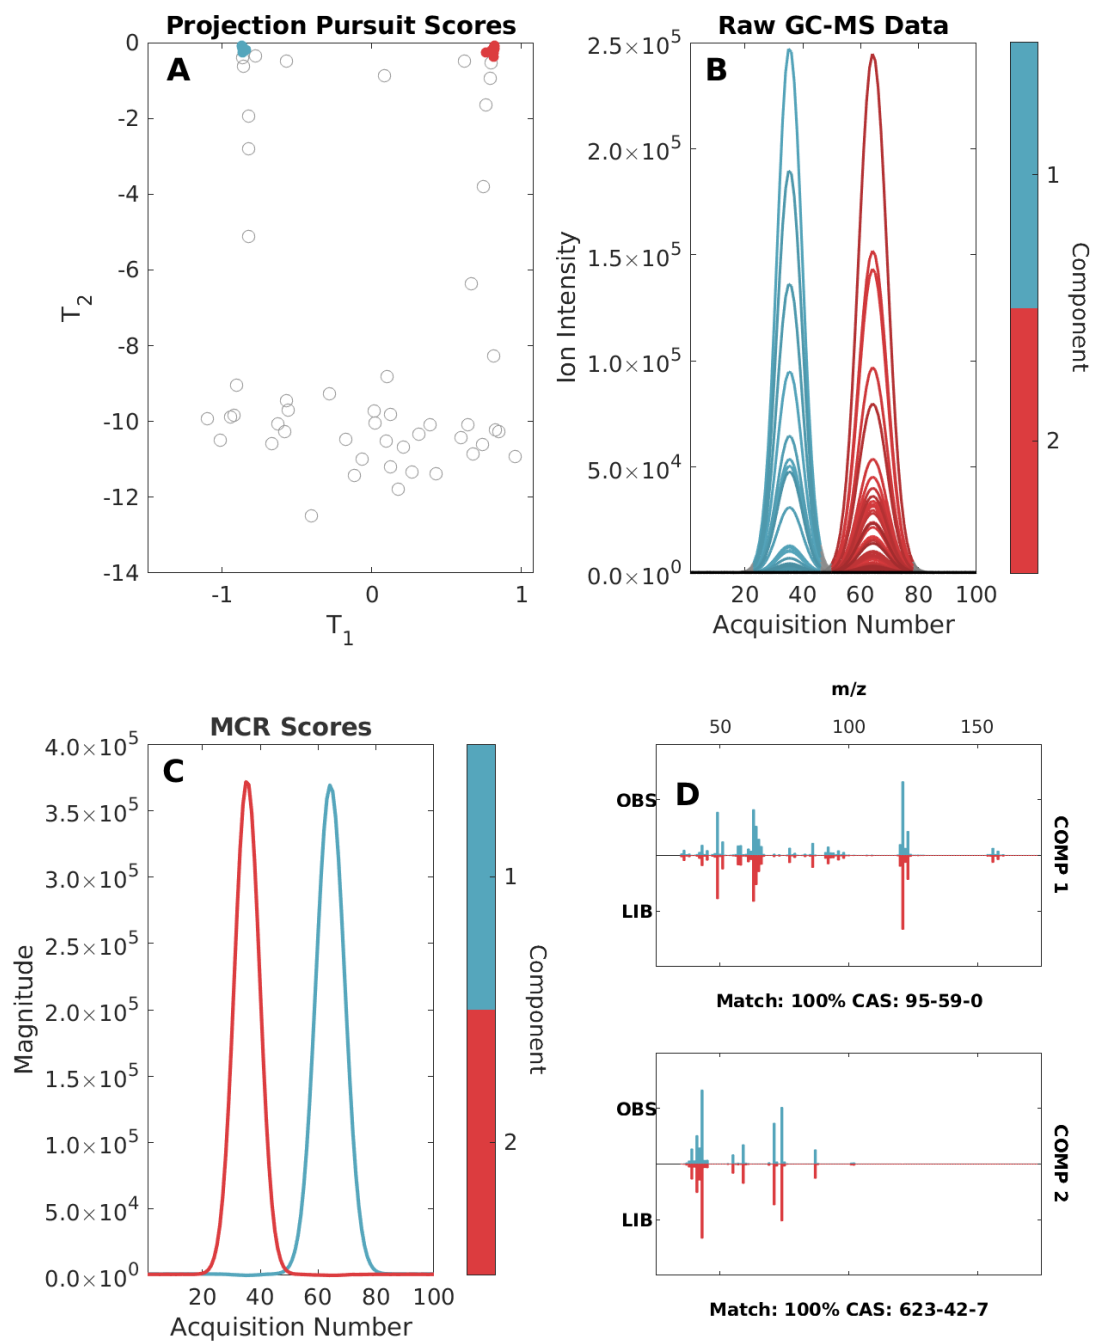 Projection Pursuit Scores
A
0
-2
-4
-6
-8
-10
-12
-14
-1
0
1
T2
T1
Raw GC-MS Data
B
2.5×10^5
2.0×10^5
1.5×10^5
1.0×10^5
5.0×10^4
0.0×10^0
20
40
60
80
100
Ion Intensity
Acquisition Number
1
2
Component
MCR Scores
C
4.0×10^5
3.5×10^5
3.0×10^5
2.5×10^5
2.0×10^5
1.5×10^5
1.0×10^5
5.0×10^4
0.0×10^0
20
40
60
80
100
Magnitude
Acquisition Number
1
2
Component
m/z
50
100
150
D
OBS
LIB
COMP 1
Match: 100% CAS: 95-59-0
OBS
LIB
COMP 2
Match: 100% CAS: 623-42-7